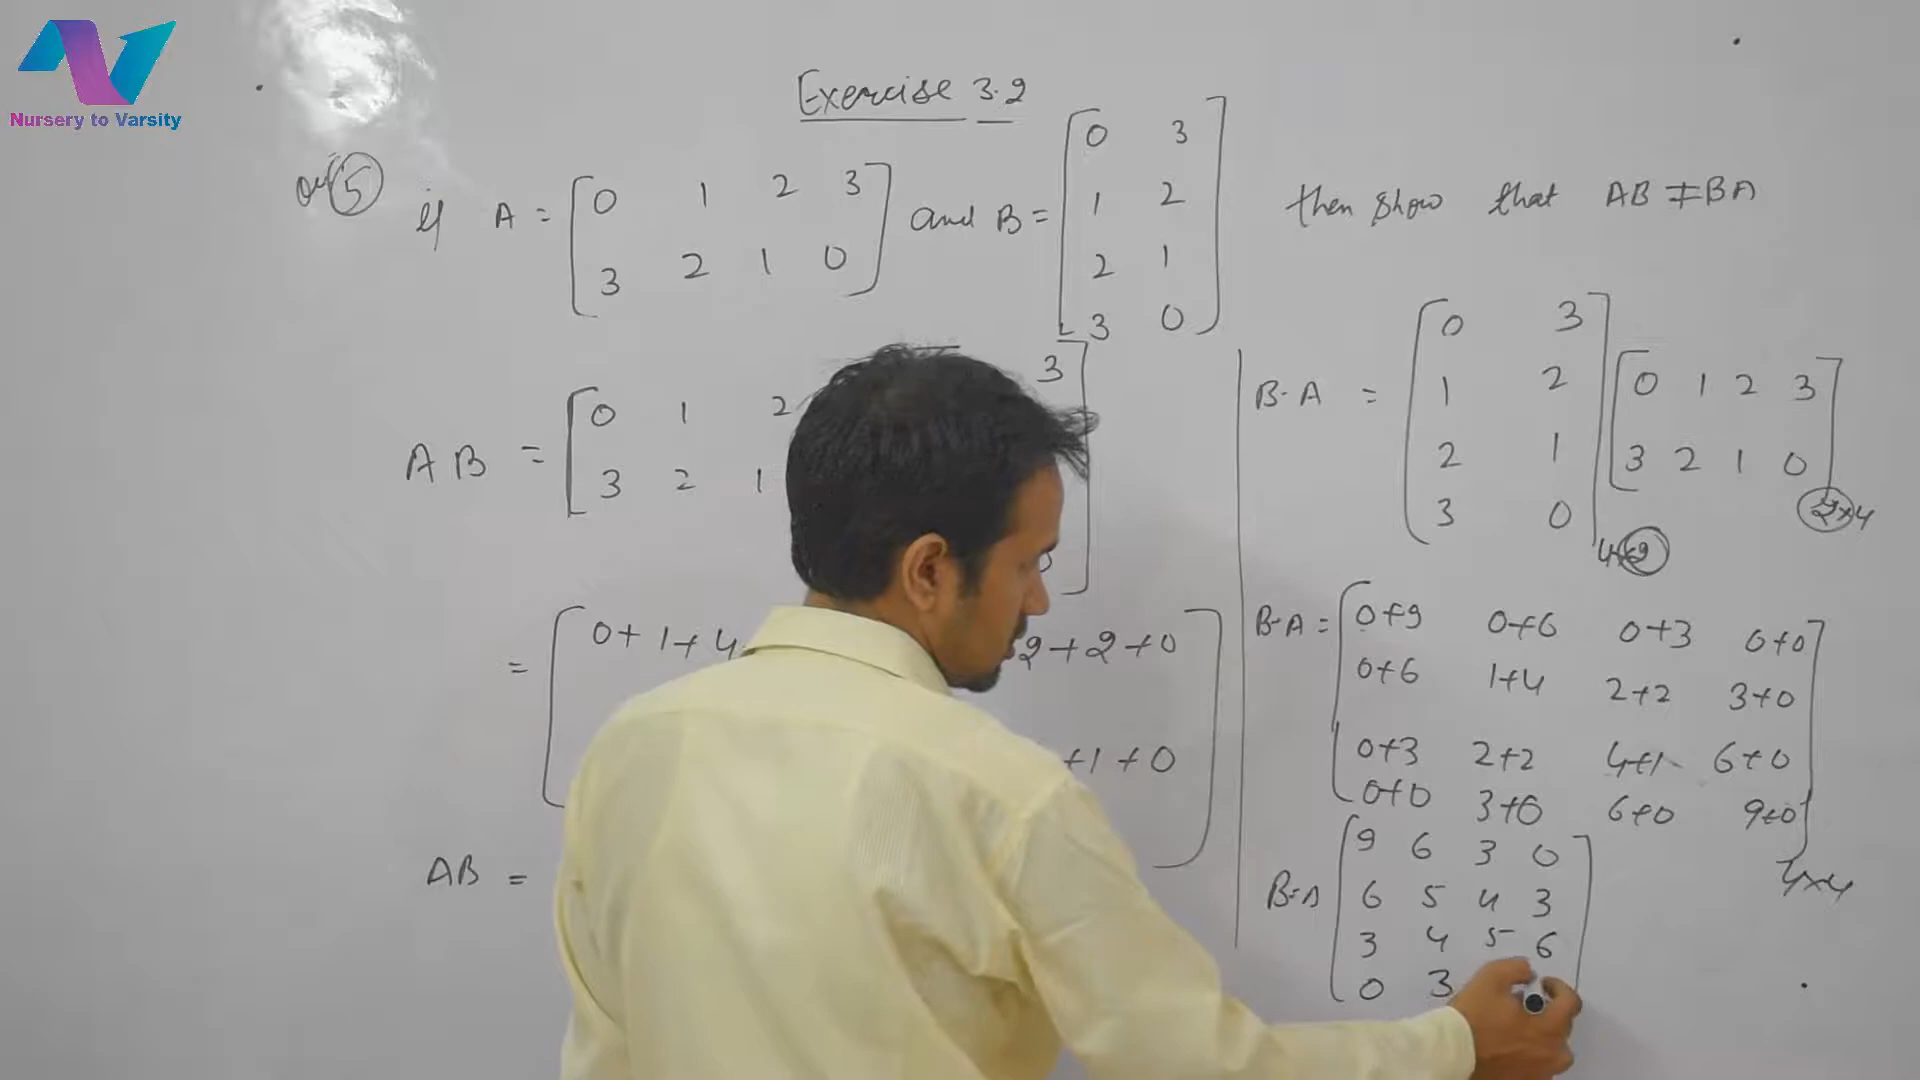 Nursery to Varsity
Exercise 3.2
5 if A = [ 0 1 2 3 and B = [ 0 3 then show that AB ≠ BA
3 2 1 0 ] 1 2
2 1
3 0 ]
AB = [ 0 1 2 3
3 2 1
= [ 0+1+4 2+2+0
+1+0 ]
AB =
B·A = [ 0 3
1 2
2 1
3 0 ] 4×2
[ 0 1 2 3
3 2 1 0 ] 2×4
B·A = [ 0+9 0+6 0+3 0+0
0+6 1+4 2+2 3+0
0+3 2+2 4+1 6+0
0+0 3+0 6+0 9+0 ] 4×4
B·A [ 9 6 3 0
6 5 4 3
3 4 5 6
0 3